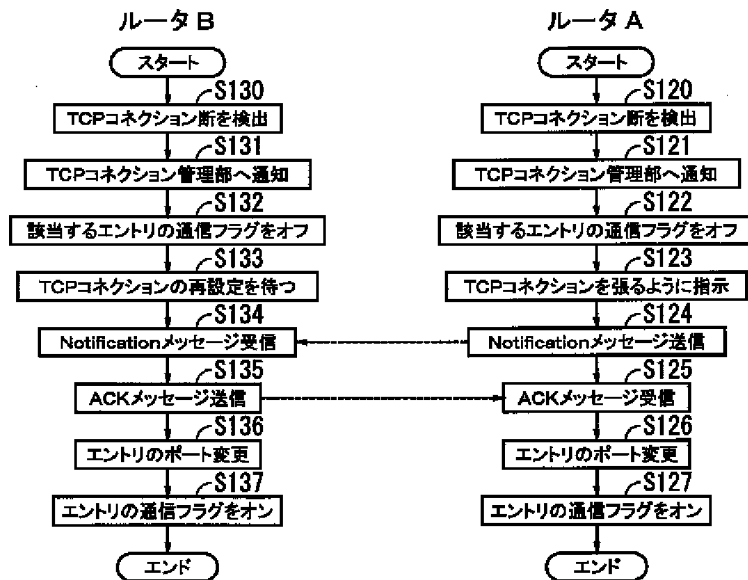 ルータB
スタート
S130
TCPコネクション断を検出
S131
TCPコネクション管理部へ通知
S132
該当するエントリの通信フラグをオフ
S133
TCPコネクションの再設定を待つ
S134
Notificationメッセージ受信
S135
ACKメッセージ送信
S136
エントリのポート変更
S137
エントリの通信フラグをオン
エンド
ルータA
スタート
S120
TCPコネクション断を検出
S121
TCPコネクション管理部へ通知
S122
該当するエントリの通信フラグをオフ
S123
TCPコネクションを張るように指示
S124
Notificationメッセージ送信
S125
ACKメッセージ受信
S126
エントリのポート変更
S127
エントリの通信フラグをオン
エンド